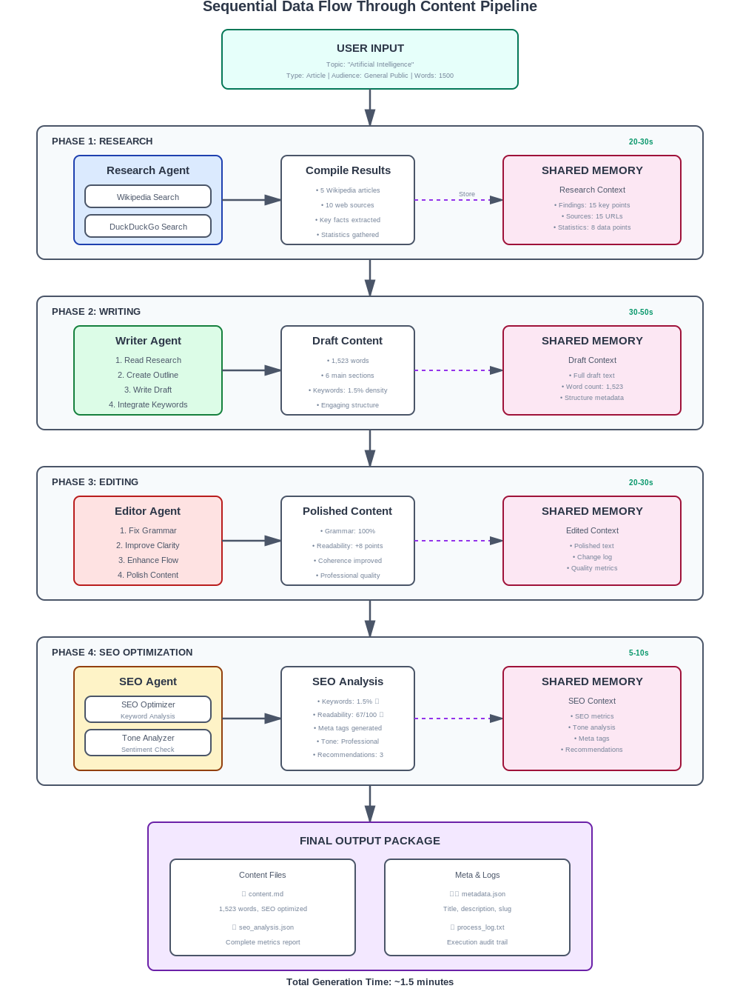 Sequential Data Flow Through Content Pipeline
USER INPUT
Topic: "Artificial Intelligence"
Type: Article | Audience: General Public | Words: 1500
PHASE 1: RESEARCH
20-30s
Research Agent
Wikipedia Search
DuckDuckGo Search
Compile Results
• 5 Wikipedia articles
• 10 web sources
• Key facts extracted
• Statistics gathered
Store
SHARED MEMORY
Research Context
• Findings: 15 key points
• Sources: 15 URLs
• Statistics: 8 data points
PHASE 2: WRITING
30-50s
Writer Agent
1. Read Research
2. Create Outline
3. Write Draft
4. Integrate Keywords
Draft Content
• 1,523 words
• 6 main sections
• Keywords: 1.5% density
• Engaging structure
SHARED MEMORY
Draft Context
• Full draft text
• Word count: 1,523
• Structure metadata
PHASE 3: EDITING
20-30s
Editor Agent
1. Fix Grammar
2. Improve Clarity
3. Enhance Flow
4. Polish Content
Polished Content
• Grammar: 100%
• Readability: +8 points
• Coherence improved
• Professional quality
SHARED MEMORY
Edited Context
• Polished text
• Change log
• Quality metrics
PHASE 4: SEO OPTIMIZATION
5-10s
SEO Agent
SEO Optimizer
Keyword Analysis
Tone Analyzer
Sentiment Check
SEO Analysis
• Keywords: 1.5%
• Readability: 67/100
• Meta tags generated
• Tone: Professional
• Recommendations: 3
SHARED MEMORY
SEO Context
• SEO metrics
• Tone analysis
• Meta tags
• Recommendations
FINAL OUTPUT PACKAGE
Content Files
content.md
1,523 words, SEO optimized
seo_analysis.json
Complete metrics report
Meta & Logs
metadata.json
Title, description, slug
process_log.txt
Execution audit trail
Total Generation Time: ~1.5 minutes